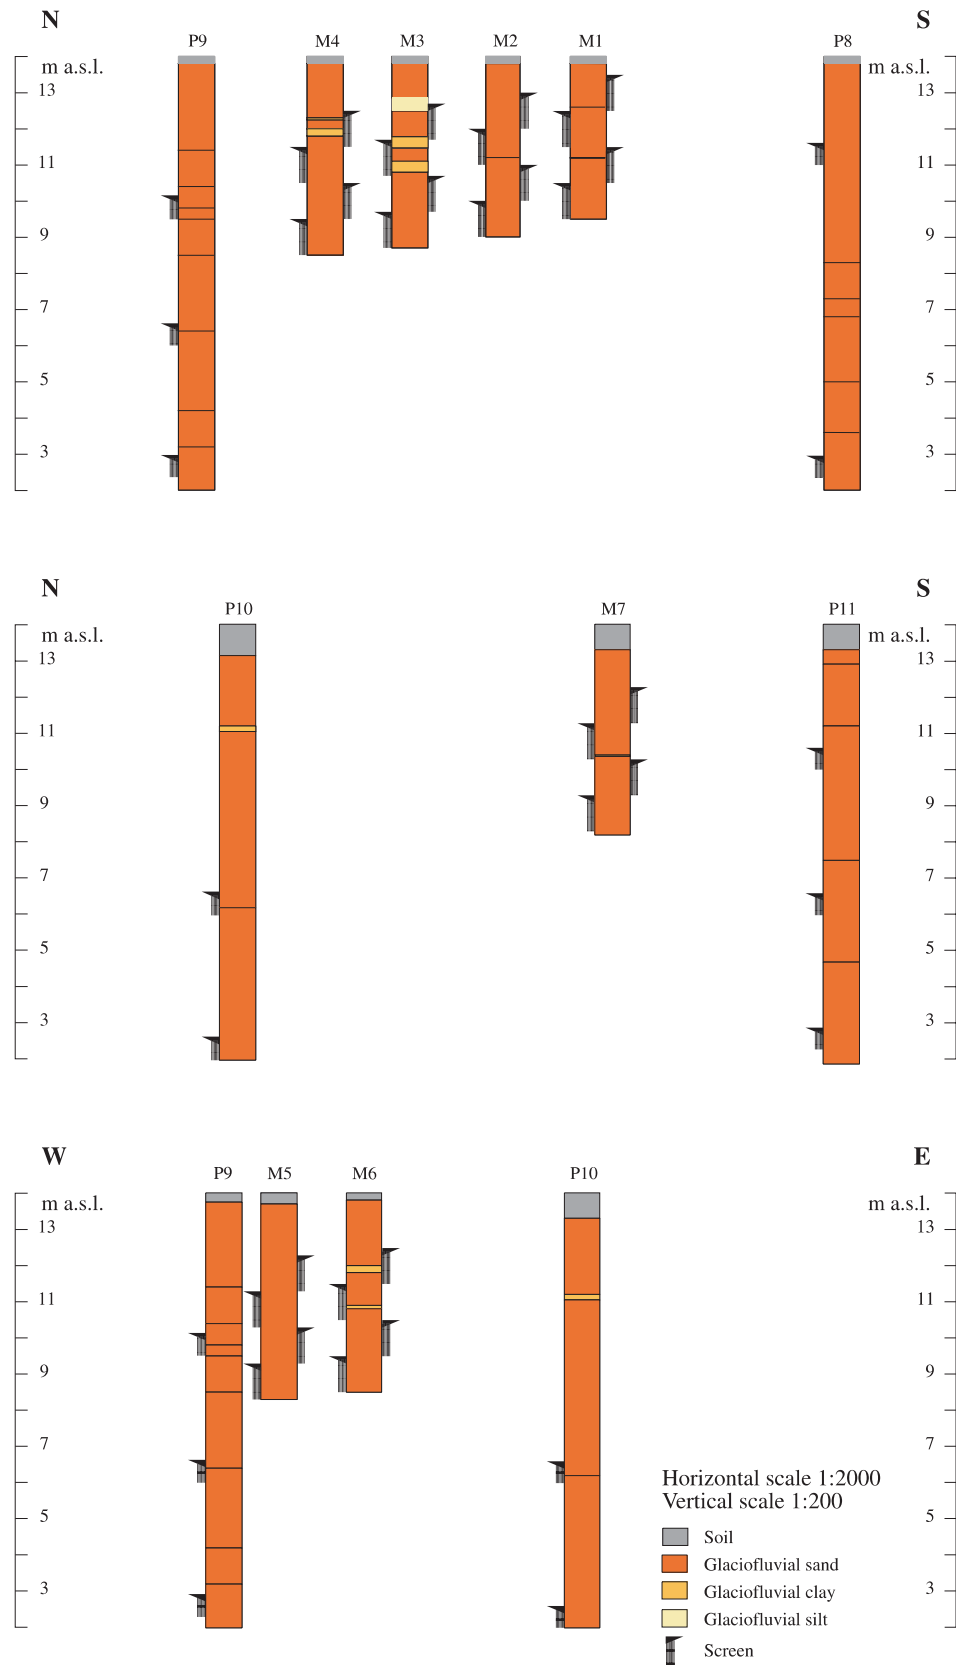 N S
P9 M4 M3 M2 M1 P8
m a.s.l. m a.s.l.
13 13
11 11
9 9
7 7
5 5
3 3
N S
P10 M7 P11
m a.s.l. m a.s.l.
13 13
11 11
9 9
7 7
5 5
3 3
W E
P9 M5 M6 P10
m a.s.l. m a.s.l.
13 13
11 11
9 9
7 7
5 5
3 3
Horizontal scale 1:2000
Vertical scale 1:200
Soil
Glaciofluvial sand
Glaciofluvial clay
Glaciofluvial silt
Screen